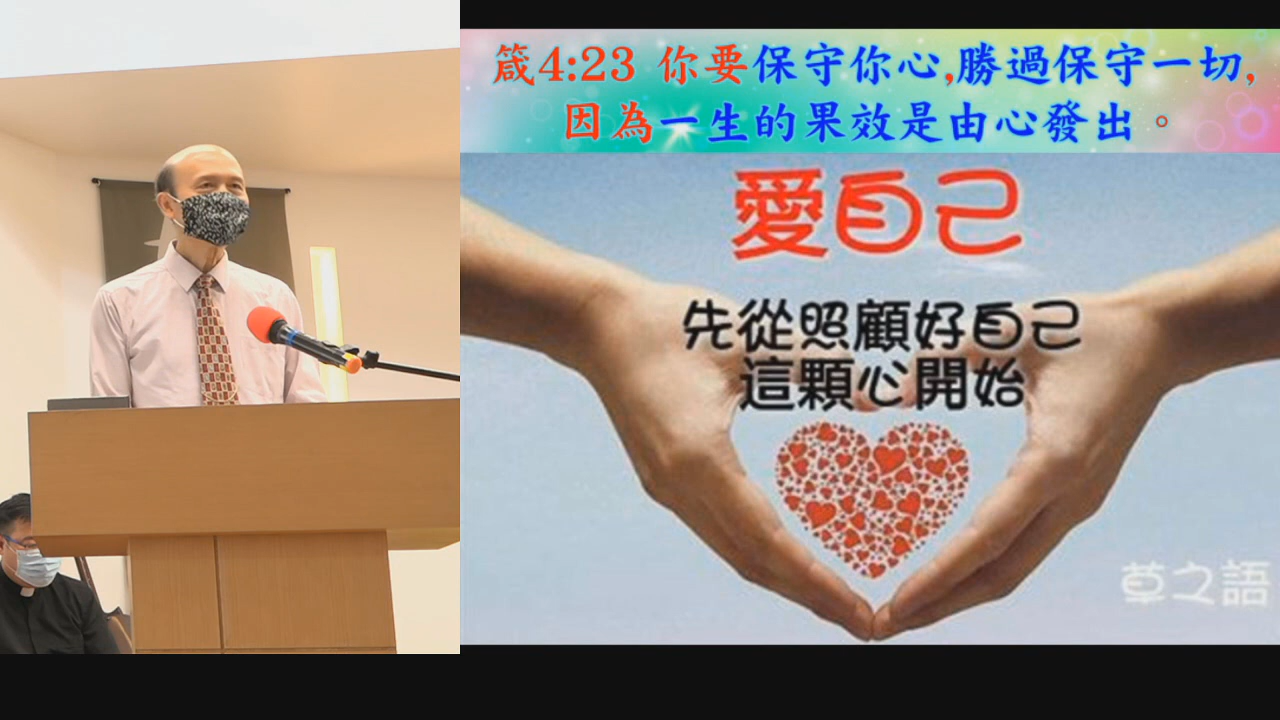 箴4:23 你要保守你心,勝過保守一切,
因為一生的果效是由心發出。
愛自己
先從照顧好自己
這顆心開始
草之語